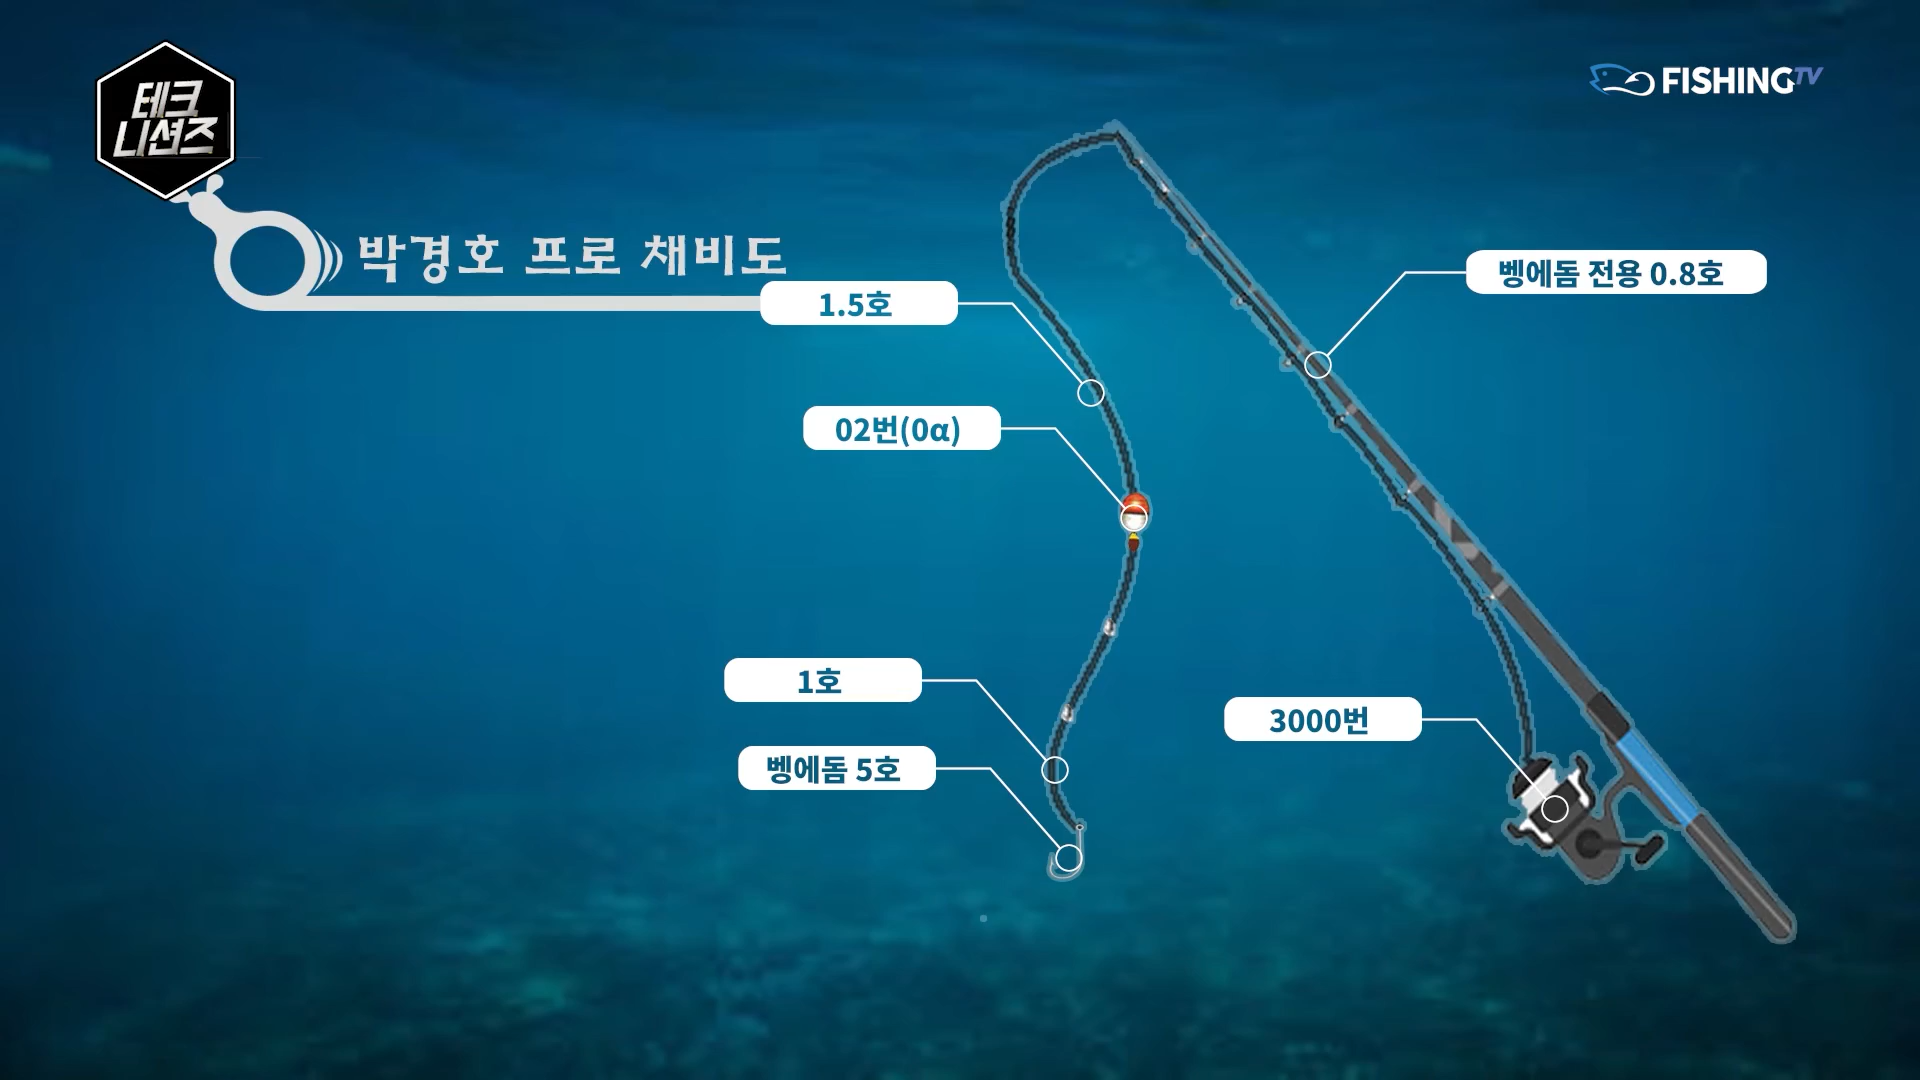 테크
니션즈
FISHING TV
박경호 프로 채비도
벵에돔 전용 0.8호
1.5호
02번(0α)
1호
3000번
벵에돔 5호